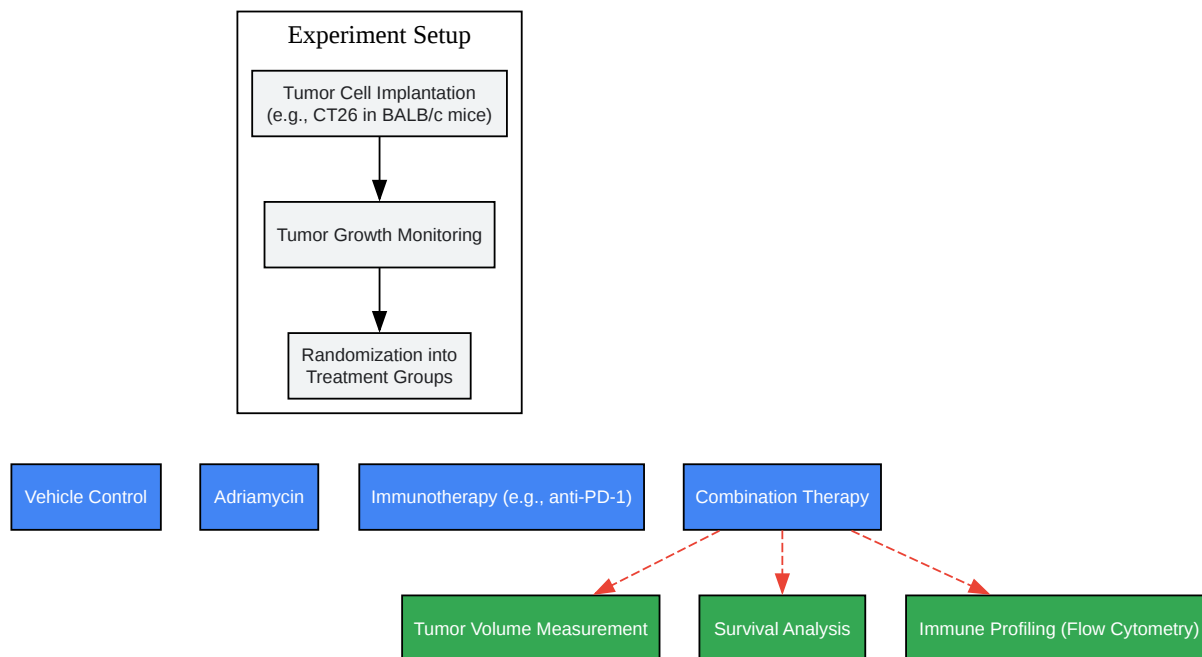 Experiment Setup
Tumor Cell Implantation
(e.g., CT26 in BALB/c mice)
Tumor Growth Monitoring
Randomization into
Treatment Groups
Vehicle Control
Adriamycin
Immunotherapy (e.g., anti-PD-1)
Combination Therapy
Tumor Volume Measurement
Survival Analysis
Immune Profiling (Flow Cytometry)